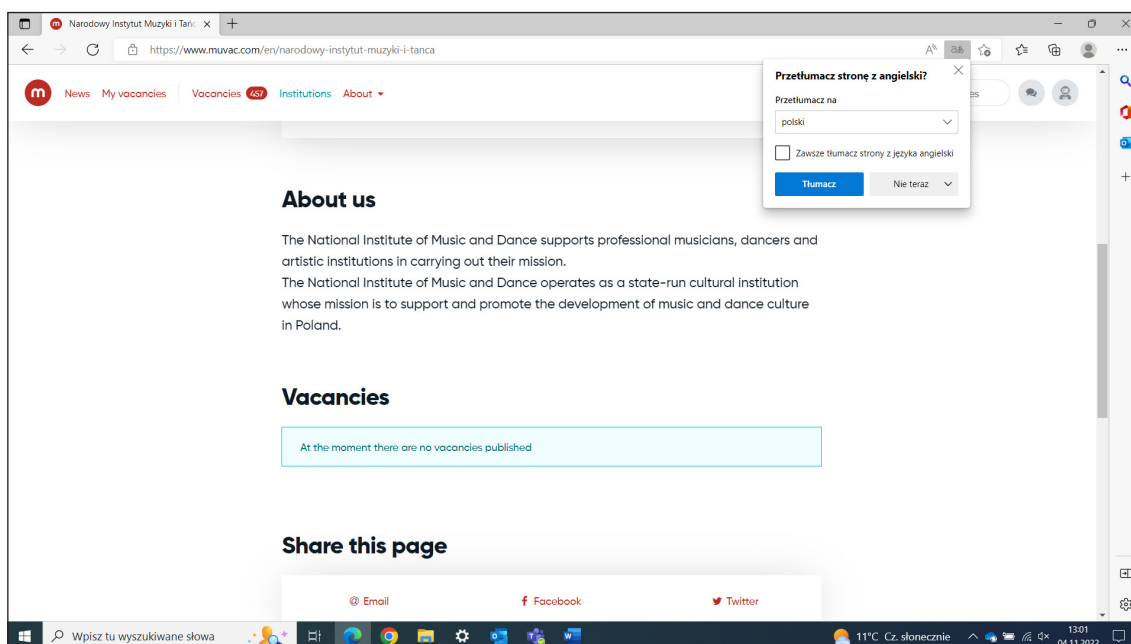 Narodowy Instytut Muzyki i Tańc
https://www.muvac.com/en/narodowy-instytut-muzyki-i-tanca
m News My vacancies Vacancies 457 Institutions About
Przetłumacz stronę z angielski?
Przetłumacz na
polski
Zawsze tłumacz strony z języka angielski
Tłumacz Nie teraz
About us
The National Institute of Music and Dance supports professional musicians, dancers and
artistic institutions in carrying out their mission.
The National Institute of Music and Dance operates as a state-run cultural institution
whose mission is to support and promote the development of music and dance culture
in Poland.
Vacancies
At the moment there are no vacancies published
Share this page
@ Email f Facebook Twitter
Wpisz tu wyszukiwane słowa 11°C Cz. słonecznie 13:01
04.11.2022